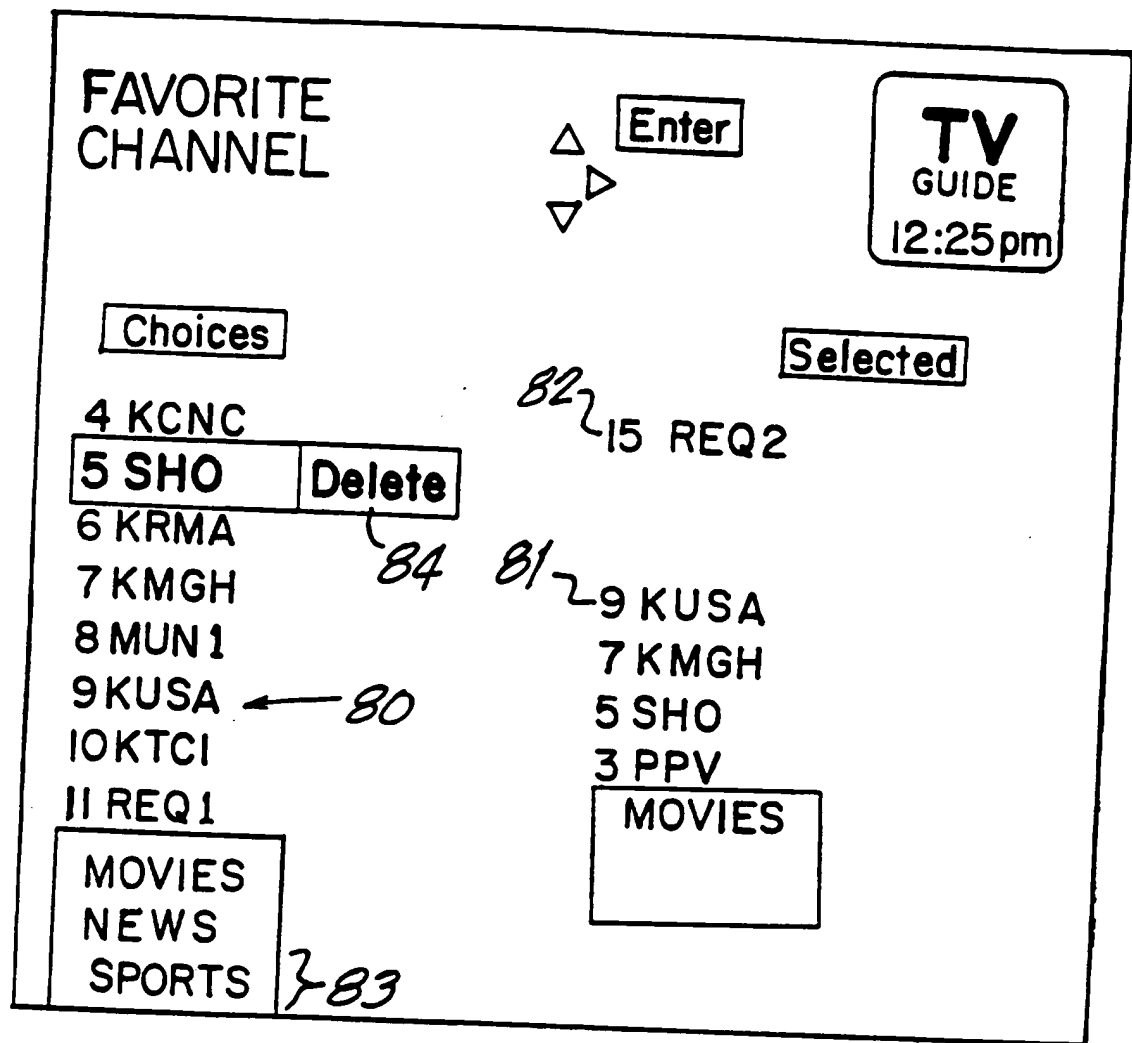 FAVORITE
CHANNEL
Enter
TV
GUIDE
12:25pm
Choices
Selected
4 KCNC
5 SHO Delete
6 KRMA
7 KMGH
8 MUN1
9 KUSA
10 KTCI
11 REQ1
MOVIES
NEWS
SPORTS
84
80
83
82
15 REQ2
81
9 KUSA
7 KMGH
5 SHO
3 PPV
MOVIES